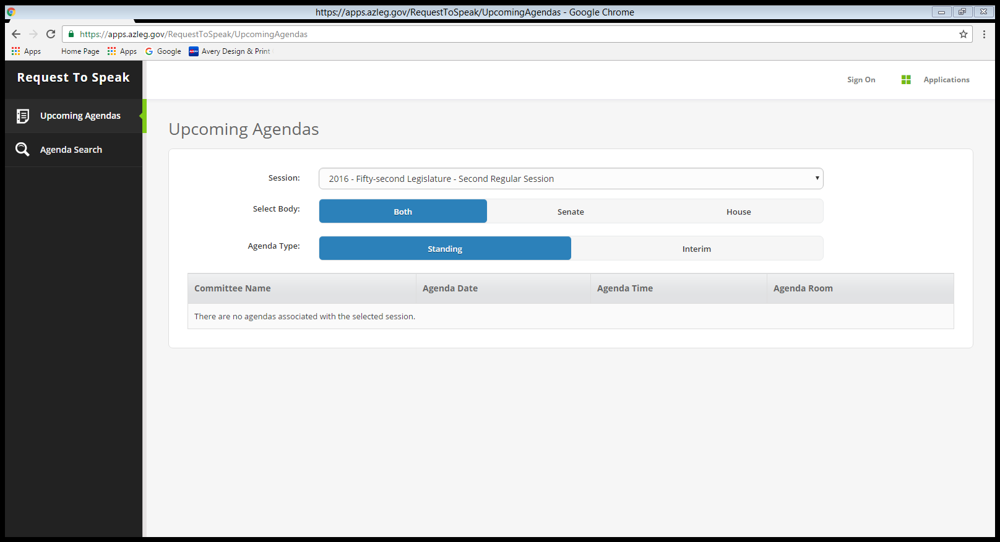 https://apps.azleg.gov/RequestToSpeak/UpcomingAgendas - Google Chrome
https://apps.azleg.gov/RequestToSpeak/UpcomingAgendas
Apps Home Page Apps Google AVERY Avery Design & Print
Request To Speak
Sign On Applications
Upcoming Agendas
Agenda Search
Upcoming Agendas
Session: 2016 - Fifty-second Legislature - Second Regular Session
Select Body: Both Senate House
Agenda Type: Standing Interim
Committee Name Agenda Date Agenda Time Agenda Room
There are no agendas associated with the selected session.